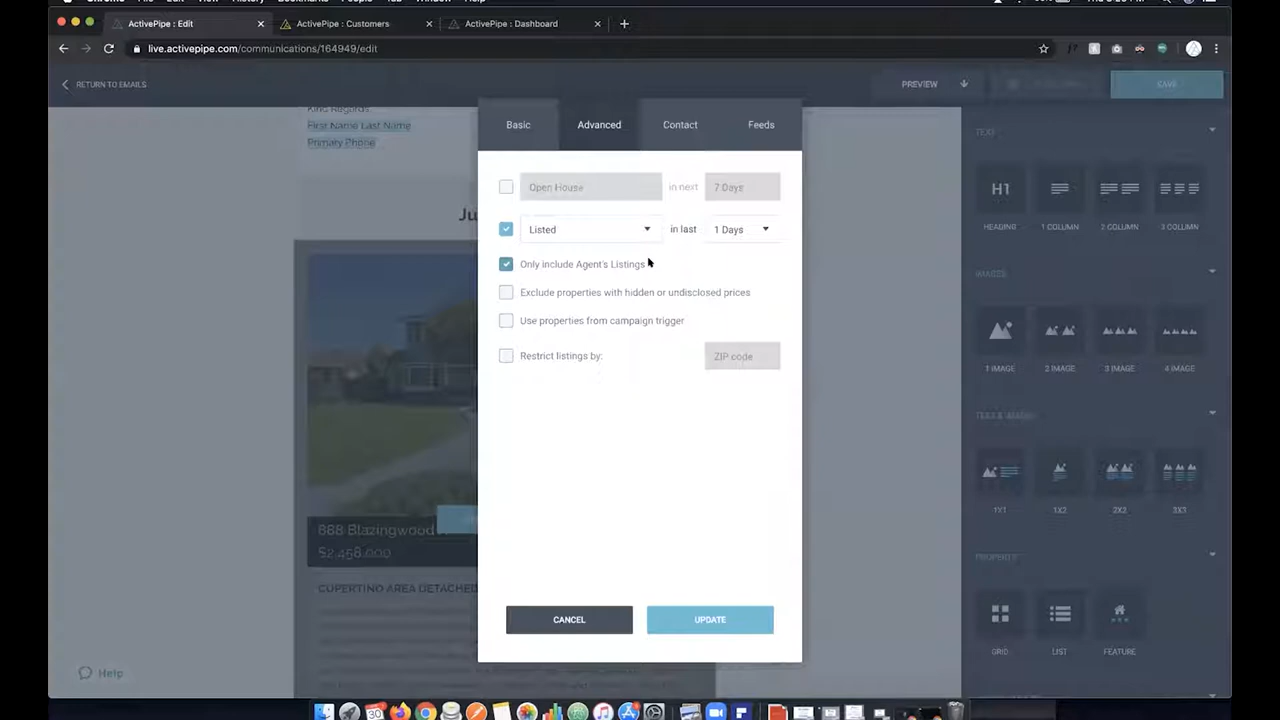 ActivePipe : Edit
ActivePipe : Customers
ActivePipe : Dashboard
live.activepipe.com/communications/164949/edit
RETURN TO EMAILS
PREVIEW
SAVE
First Name Last Name
Primary Phone
Basic
Advanced
Contact
Feeds
Open House
in next
7 Days
Listed
in last
1 Days
Only include Agent's Listings
Exclude properties with hidden or undisclosed prices
Use properties from campaign trigger
Restrict listings by:
ZIP code
CANCEL
UPDATE
Ju
888 Blazingwood
$2,458,000
CUPERTINO AREA DETACHED
Help
TEXT
H1
HEADING
1 COLUMN
2 COLUMN
3 COLUMN
IMAGES
1 IMAGE
2 IMAGE
3 IMAGE
4 IMAGE
TEXT & IMAGES
1X1
1X2
2X2
3X3
PROPERTY
GRID
LIST
FEATURE
30